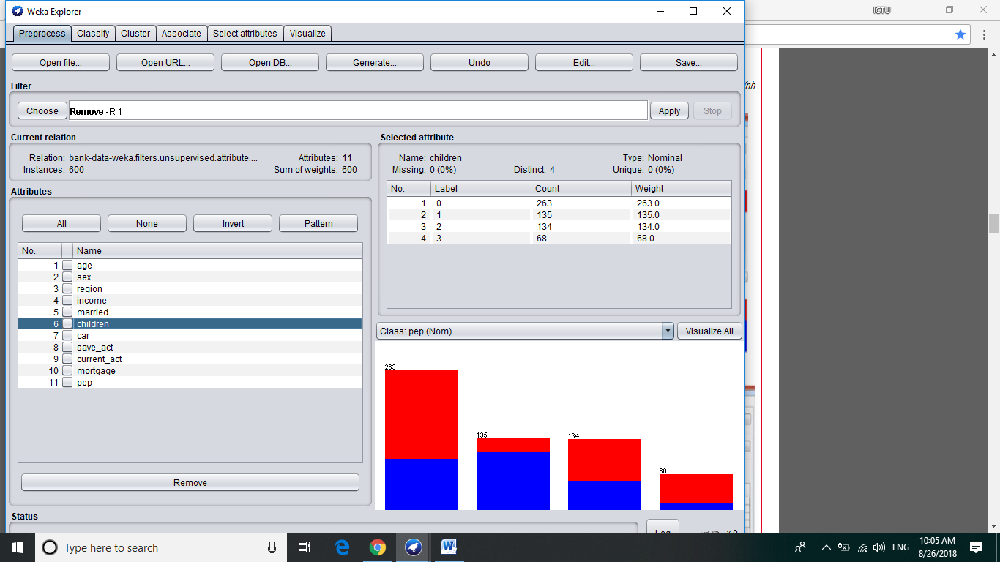 Weka Explorer
ICTU
Preprocess Classify Cluster Associate Select attributes Visualize
Open file... Open URL... Open DB... Generate... Undo Edit... Save...
Filter
Choose Remove -R 1 Apply Stop
Current relation
Relation: bank-data-weka.filters.unsupervised.attribute.... Attributes: 11
Instances: 600 Sum of weights: 600
Attributes
All None Invert Pattern
No. Name
1 age
2 sex
3 region
4 income
5 married
6 children
7 car
8 save_act
9 current_act
10 mortgage
11 pep
Remove
Selected attribute
Name: children Type: Nominal
Missing: 0 (0%) Distinct: 4 Unique: 0 (0%)
No. Label Count Weight
1 0 263 263.0
2 1 135 135.0
3 2 134 134.0
4 3 68 68.0
Class: pep (Nom) Visualize All
263
135
134
68
Status
Log
x 0
Type here to search
ENG
10:05 AM
8/26/2018